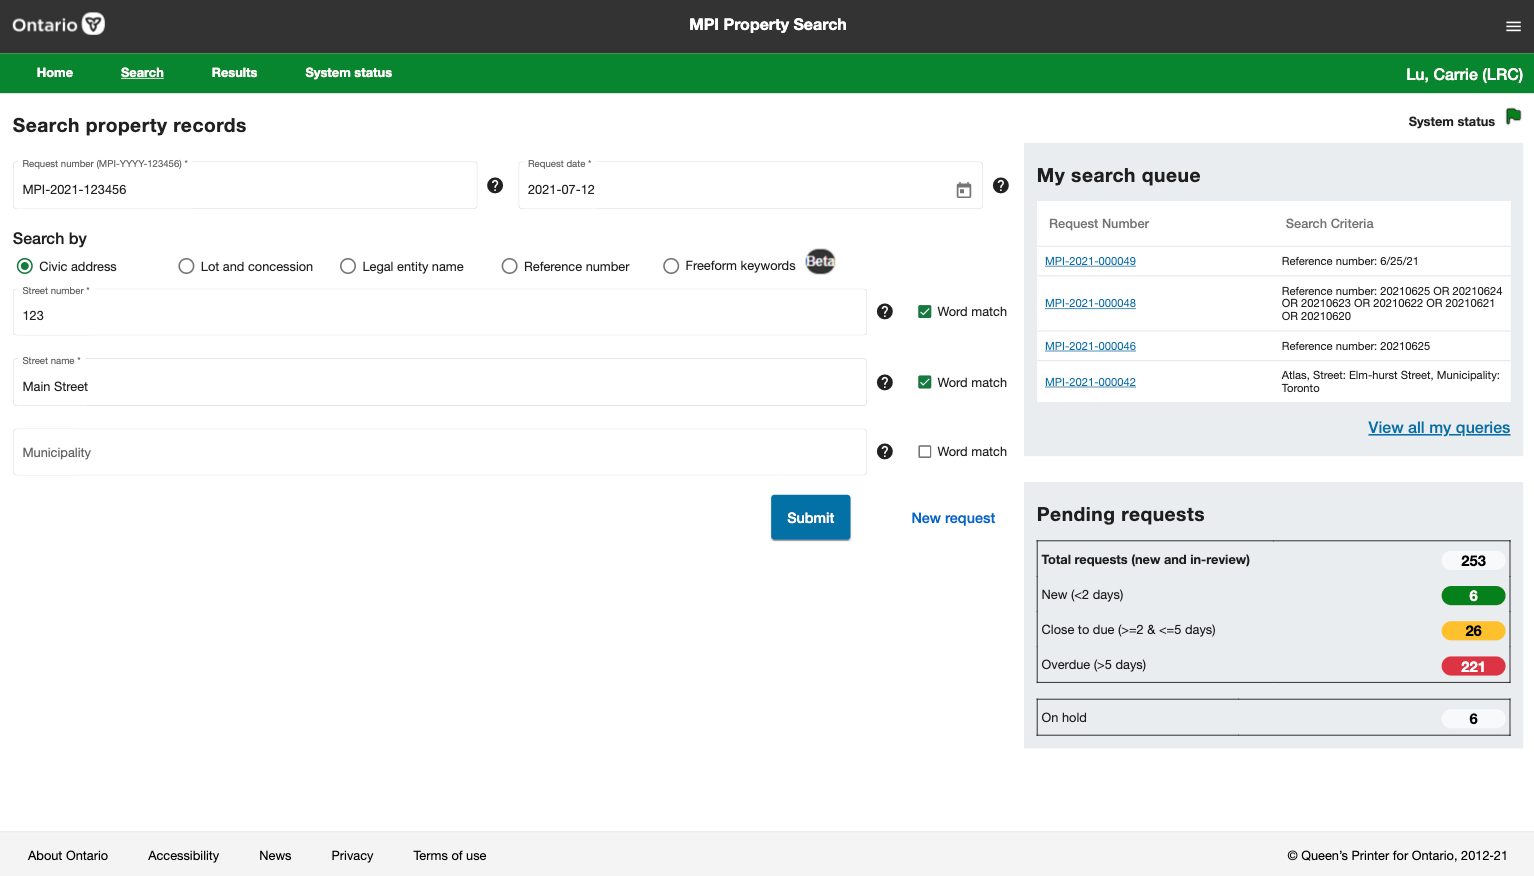 Ontario
MPI Property Search
Home
Search
Results
System status
Lu, Carrie (LRC)
Search property records
System status
Request number (MPI-YYYY-123456) *
MPI-2021-123456
?
Request date *
2021-07-12
?
Search by
Civic address
Lot and concession
Legal entity name
Reference number
Freeform keywords
Beta
Street number *
123
?
Word match
Street name *
Main Street
?
Word match
Municipality
?
Word match
Submit
New request
My search queue
Request Number
Search Criteria
MPI-2021-000049
Reference number: 6/25/21
MPI-2021-000048
Reference number: 20210625 OR 20210624
OR 20210623 OR 20210622 OR 20210621
OR 20210620
MPI-2021-000046
Reference number: 20210625
MPI-2021-000042
Atlas, Street: Elm-hurst Street, Municipality:
Toronto
View all my queries
Pending requests
Total requests (new and in-review)
253
New (<2 days)
6
Close to due (>=2 & <=5 days)
26
Overdue (>5 days)
221
On hold
6
About Ontario
Accessibility
News
Privacy
Terms of use
© Queen's Printer for Ontario, 2012-21